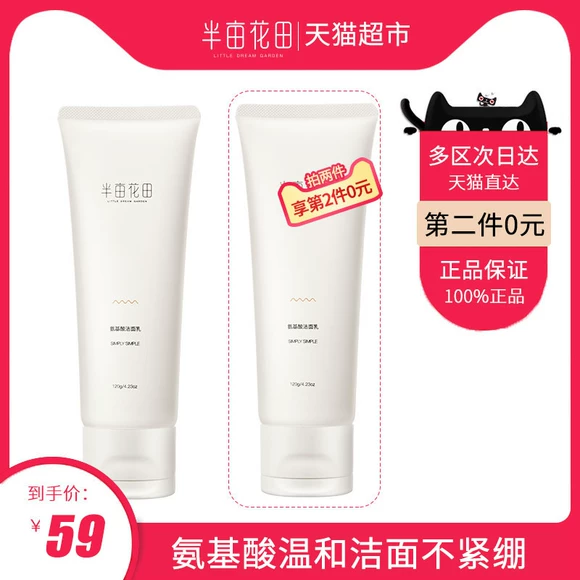 半亩花田|天猫超市
LITTLE DREAM GARDEN
半亩花田
LITTLE DREAM GARDEN
氨基酸洁面乳
SIMPLY SIMPLE
120g/4.23oz
拍两件
享第2件0元
氨基酸洁面乳
SIMPLY SIMPLE
120g/4.23oz
多区次日达
天猫直达
第二件0元
正品保证
100%正品
到手价:
¥59
氨基酸温和洁面不紧绷